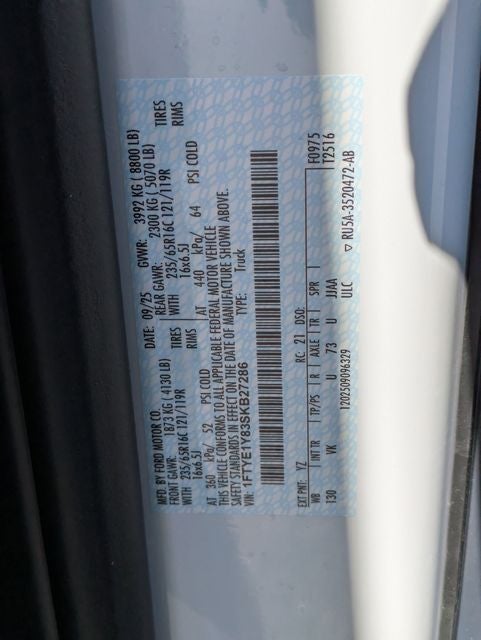 MFD. BY FORD MOTOR CO. DATE: 09/25 GVWR: 3992 KG ( 8800 LB)
FRONT GAWR: 1873 KG ( 4130 LB) REAR GAWR: 2300 KG ( 5070 LB)
WITH 235/65R16C 121/119R TIRES WITH 235/65R16C 121/119R TIRES
16x6.5J RIMS 16x6.5J RIMS
AT 360 kPa/ 52 PSI COLD AT 440 kPa/ 64 PSI COLD
THIS VEHICLE CONFORMS TO ALL APPLICABLE FEDERAL MOTOR VEHICLE
SAFETY STANDARDS IN EFFECT ON THE DATE OF MANUFACTURE SHOWN ABOVE.
VIN: 1FTYE1Y83SKB27286 TYPE: Truck
EXT PNT: YZ RC: 21 DSO: F0975
WB INT TR TP/PS R AXLE TR SPR T2516
130 VK U 73 U JJAA
1202509096329 ULC ▽ RU5A-3520472-AB